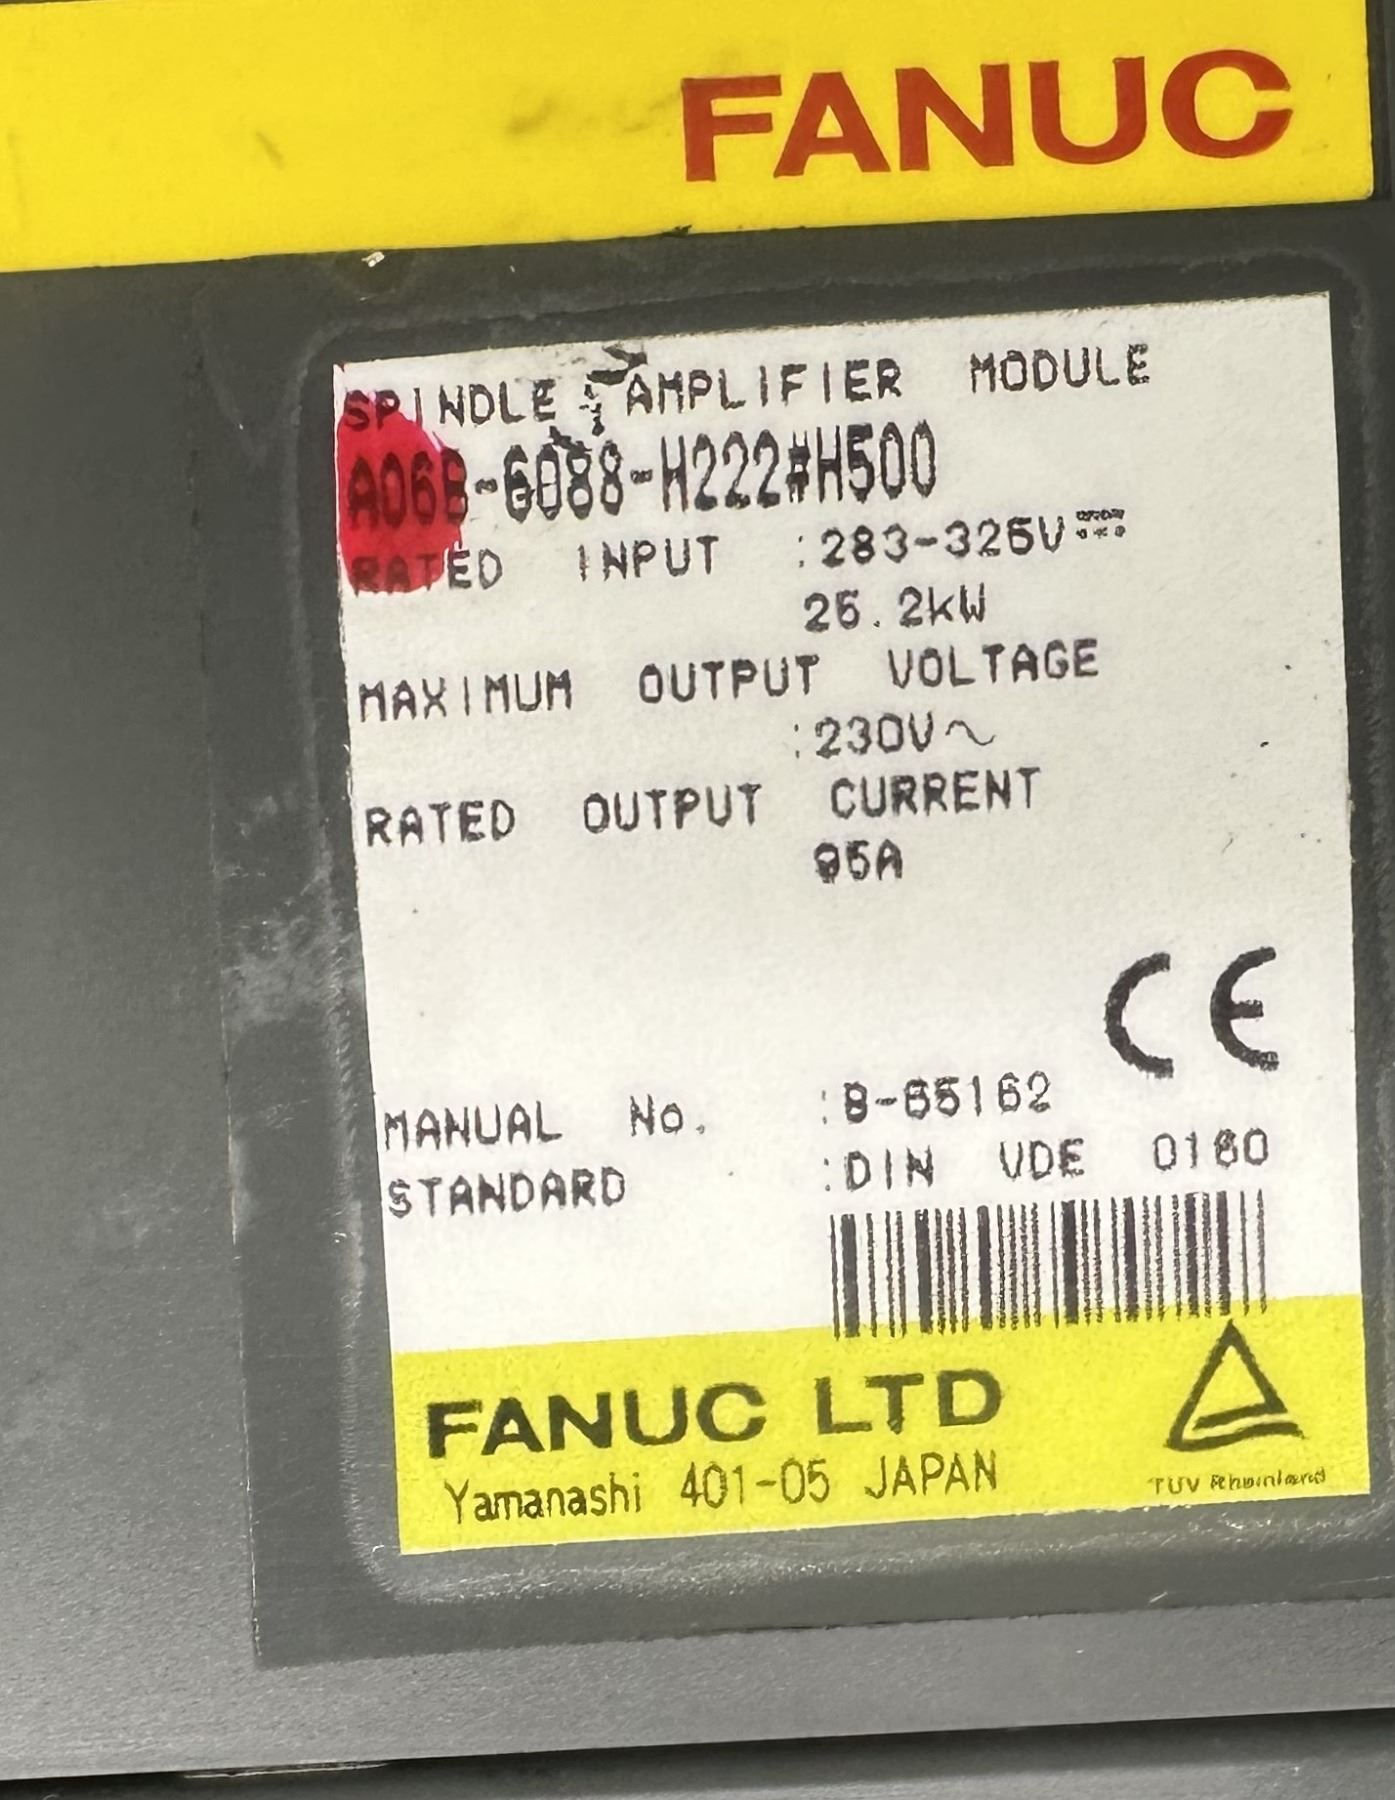 FANUC
SPINDLE AMPLIFIER MODULE
A06B-6088-H222#H500
RATED INPUT :283-325V
25.2kW
MAXIMUM OUTPUT VOLTAGE
:230V~
RATED OUTPUT CURRENT
95A
CE
MANUAL No. :B-65162
STANDARD :DIN VDE 0160
FANUC LTD
Yamanashi 401-05 JAPAN
TUV Rheinland